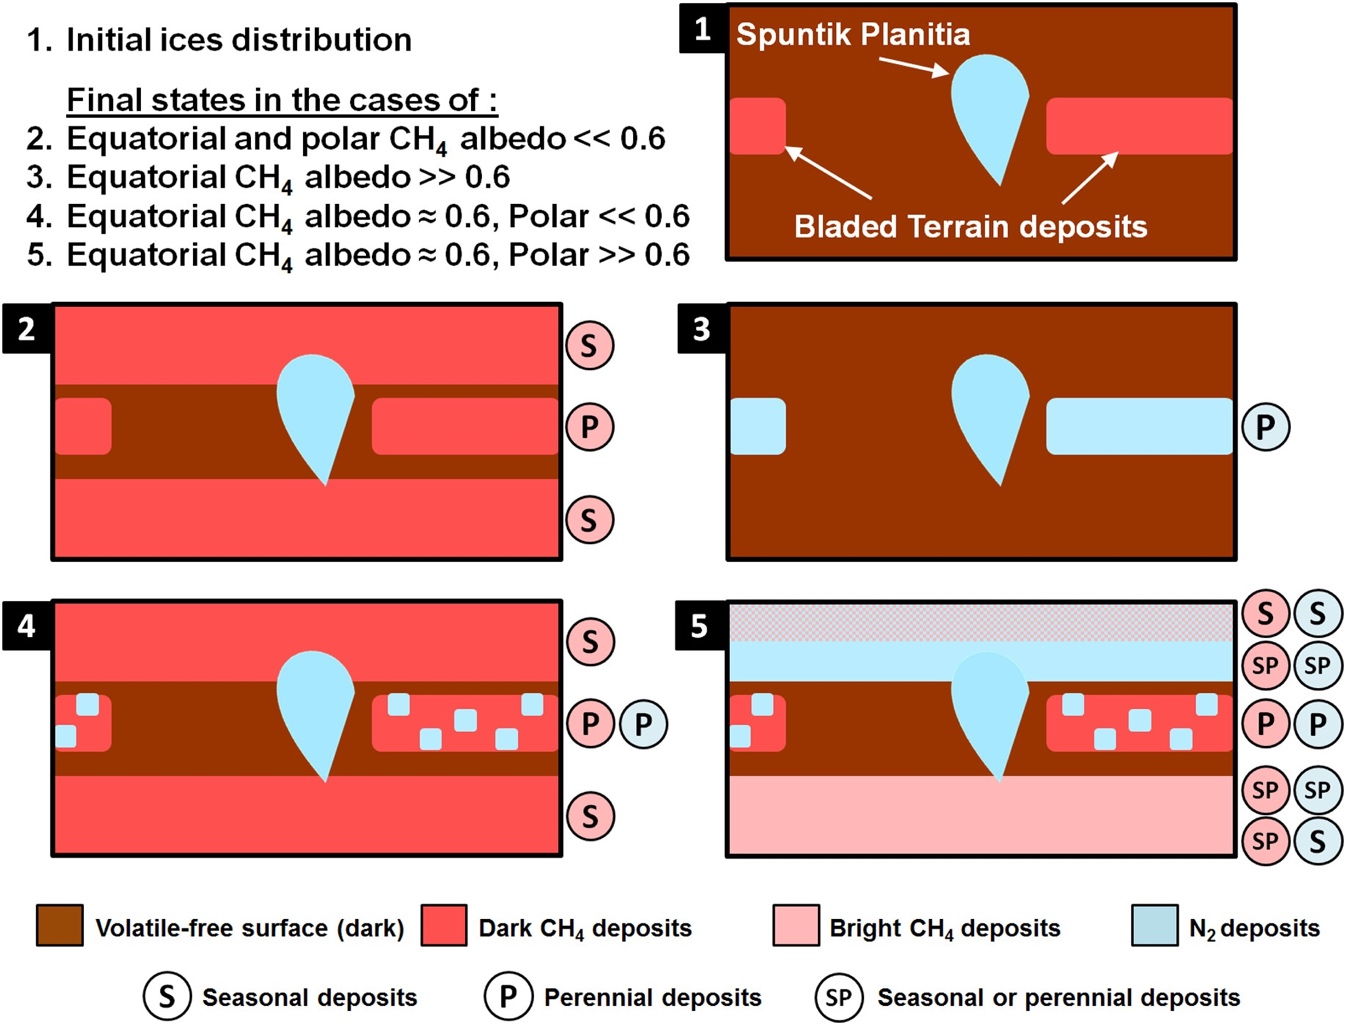 1. Initial ices distribution
Final states in the cases of :
2. Equatorial and polar CH4 albedo << 0.6
3. Equatorial CH4 albedo >> 0.6
4. Equatorial CH4 albedo ≈ 0.6, Polar << 0.6
5. Equatorial CH4 albedo ≈ 0.6, Polar >> 0.6
1
Spuntik Planitia
Bladed Terrain deposits
2
S
P
S
3
P
4
S
P P
S
5
S S
SP SP
P P
SP SP
SP S
Volatile-free surface (dark)
Dark CH4 deposits
Bright CH4 deposits
N2 deposits
S Seasonal deposits
P Perennial deposits
SP Seasonal or perennial deposits